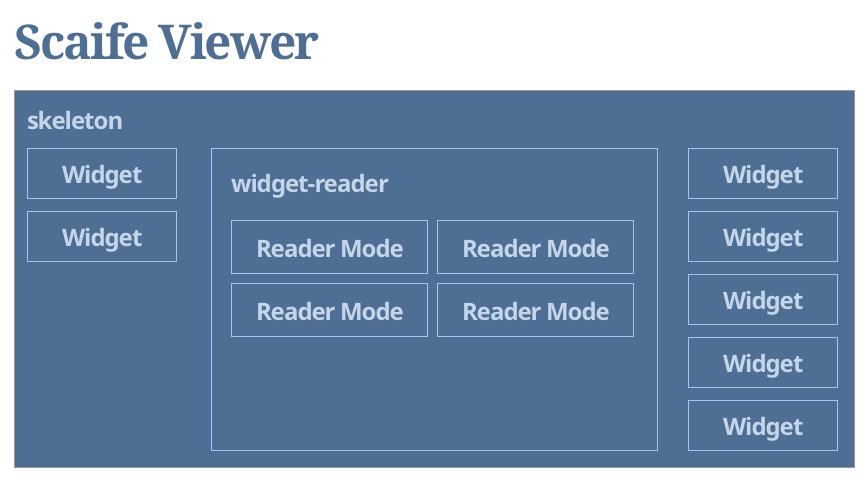 Scaife Viewer
skeleton
Widget
Widget
widget-reader
Reader Mode
Reader Mode
Reader Mode
Reader Mode
Widget
Widget
Widget
Widget
Widget